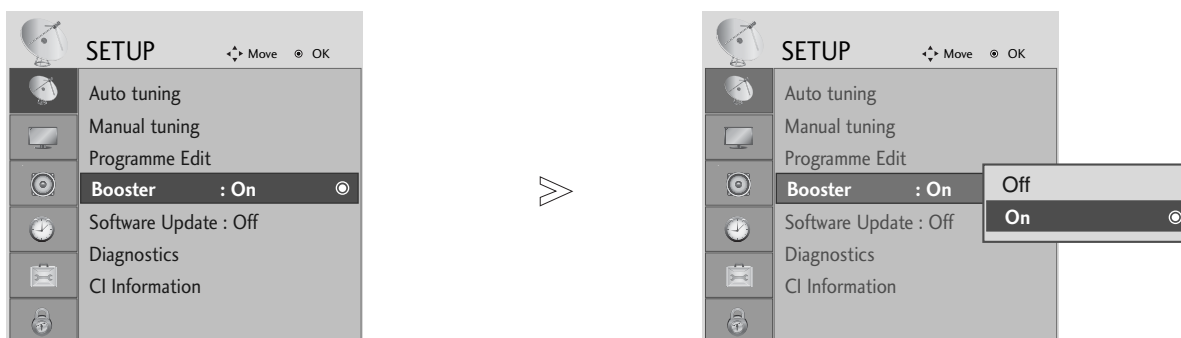 SETUP Move OK
Auto tuning
Manual tuning
Programme Edit
Booster : On
Software Update : Off
Diagnostics
CI Information
SETUP Move OK
Auto tuning
Manual tuning
Programme Edit
Booster : On
Software Update : Off
Diagnostics
CI Information
Off
On